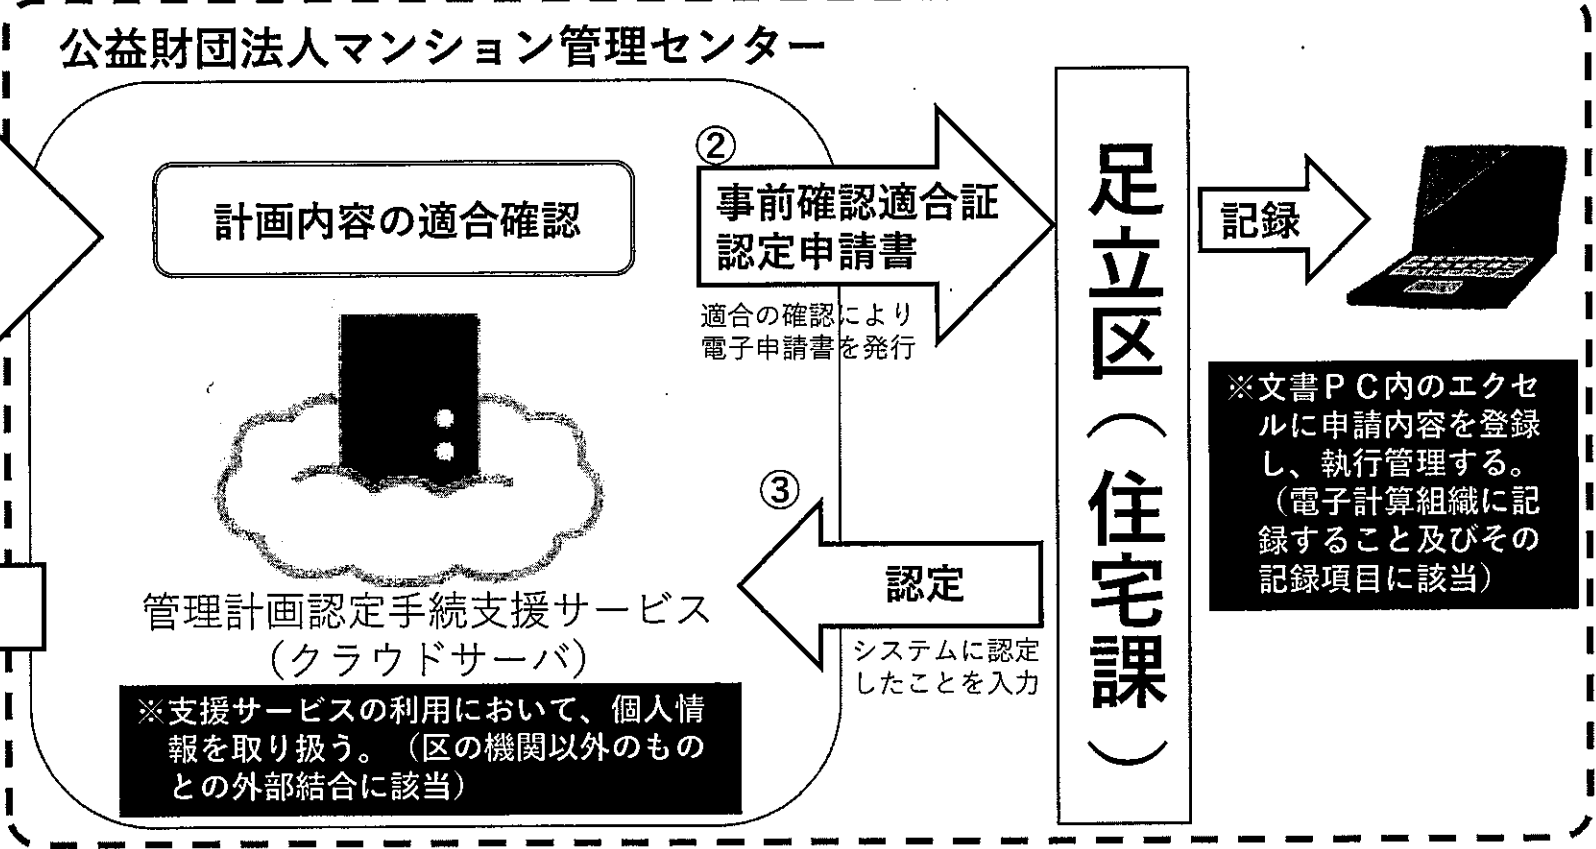 公益財団法人マンション管理センター
計画内容の適合確認
②
事前確認適合証
認定申請書
適合の確認により
電子申請書を発行
足立区(住宅課)
記録
※文書PC内のエクセ
ルに申請内容を登録
し、執行管理する。
(電子計算組織に記
録すること及びその
記録項目に該当)
③
認定
システムに認定
したことを入力
管理計画認定手続支援サービス
(クラウドサーバ)
※支援サービスの利用において、個人情
報を取り扱う。(区の機関以外のもの
との外部結合に該当)